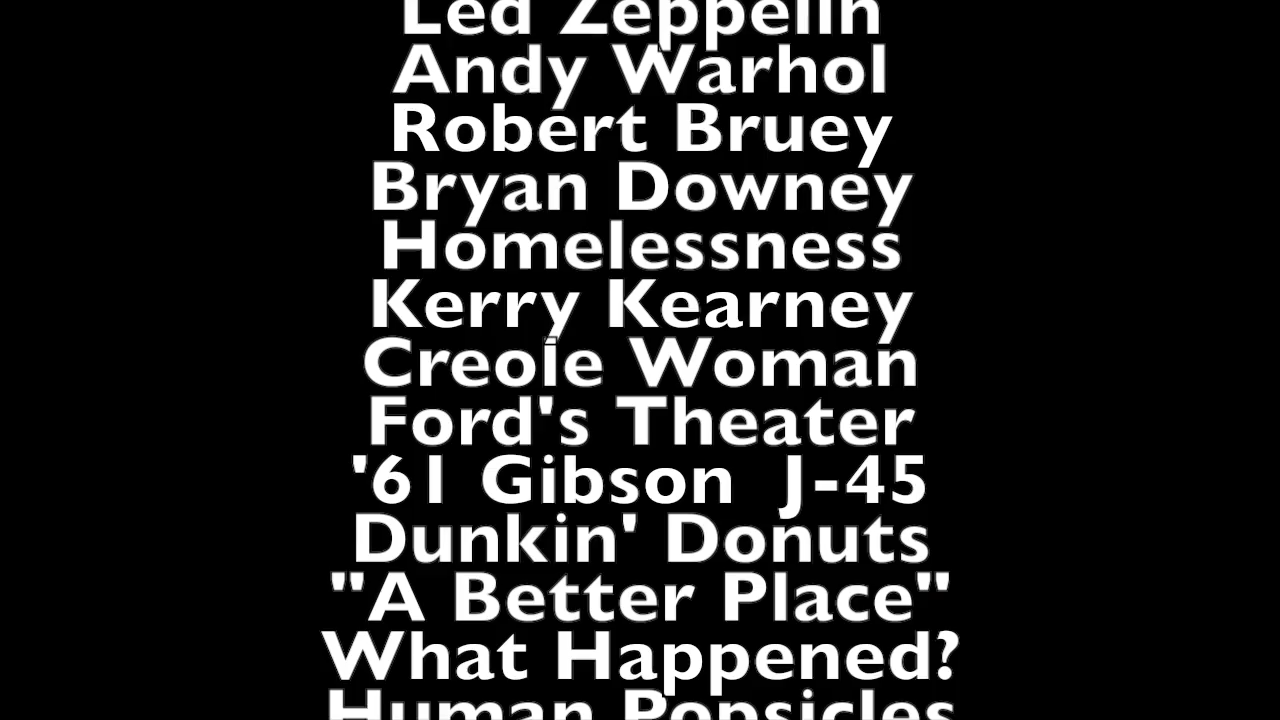 Led Zeppelin
Andy Warhol
Robert Bruey
Bryan Downey
Homelessness
Kerry Kearney
Creole Woman
Ford's Theater
'61 Gibson  J-45
Dunkin' Donuts
"A Better Place"
What Happened?
Human Popsicles